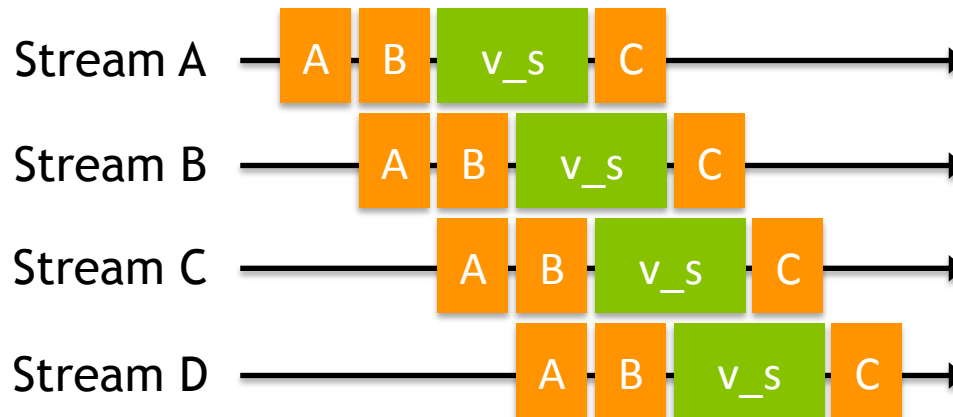 Stream A A B v_s C
Stream B A B v_s C
Stream C A B v_s C
Stream D A B v_s C